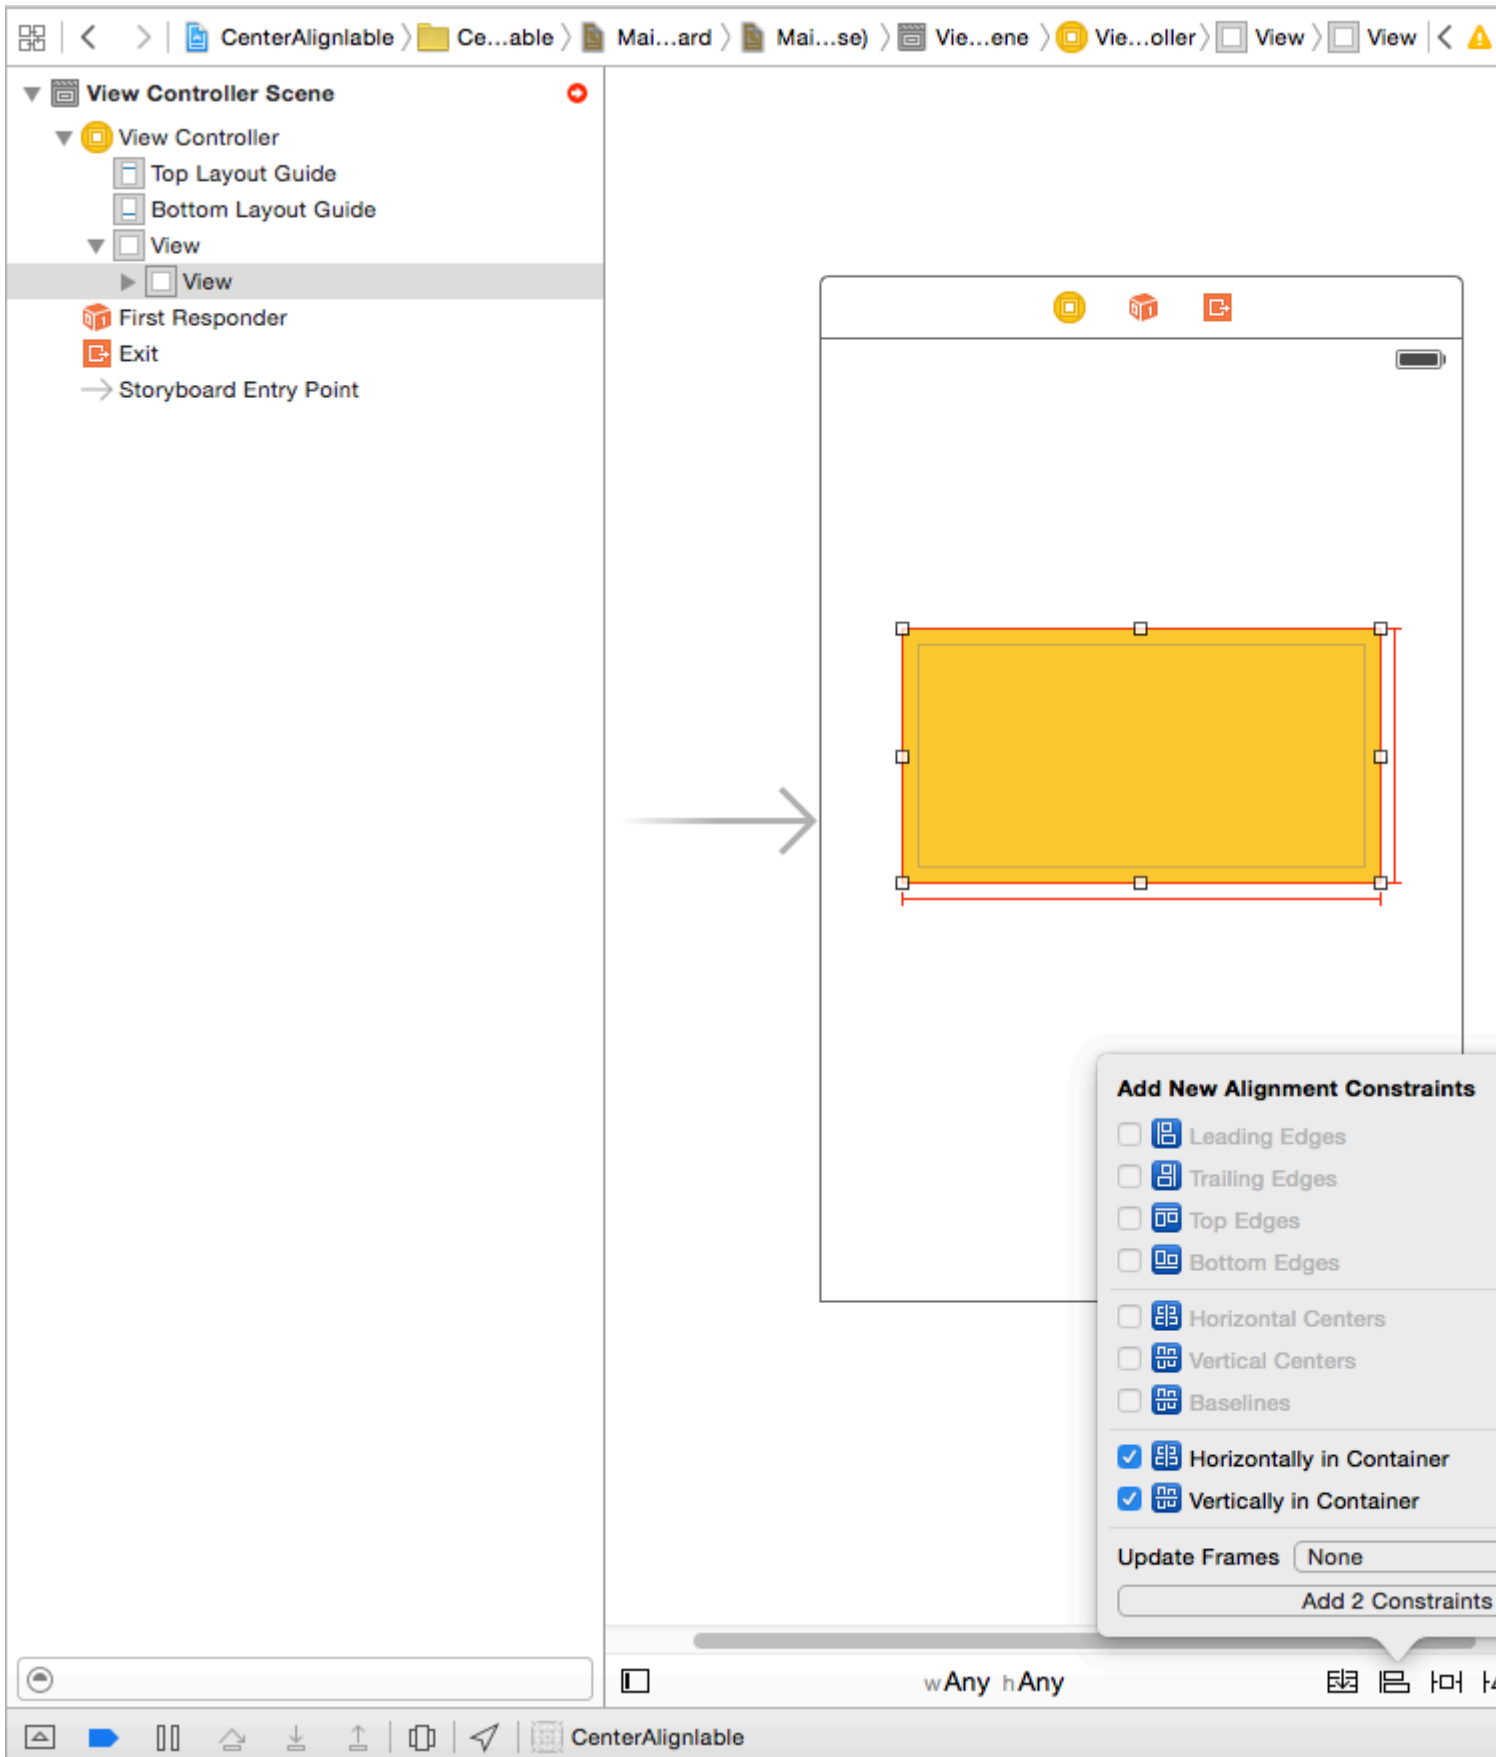 CenterAlignlable Ce...able Mai...ard Mai...se) Vie...ene Vie...oller View View
View Controller Scene
View Controller
Top Layout Guide
Bottom Layout Guide
View
View
First Responder
Exit
Storyboard Entry Point
Add New Alignment Constraints
Leading Edges
Trailing Edges
Top Edges
Bottom Edges
Horizontal Centers
Vertical Centers
Baselines
Horizontally in Container
Vertically in Container
Update Frames None
Add 2 Constraints
wAny hAny
CenterAlignlable